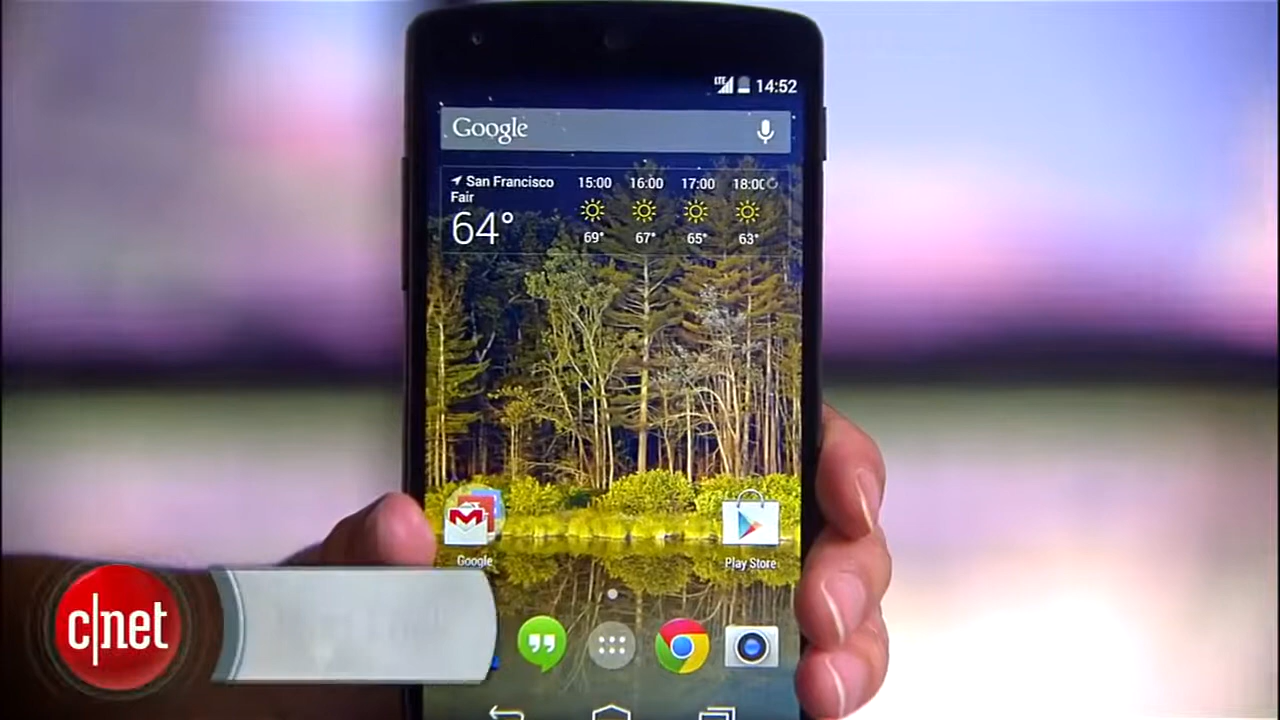 LTE 14:52
Google
San Francisco 15:00 16:00 17:00 18:00
Fair
64° 69° 67° 65° 63°
Google Play Store
c|net